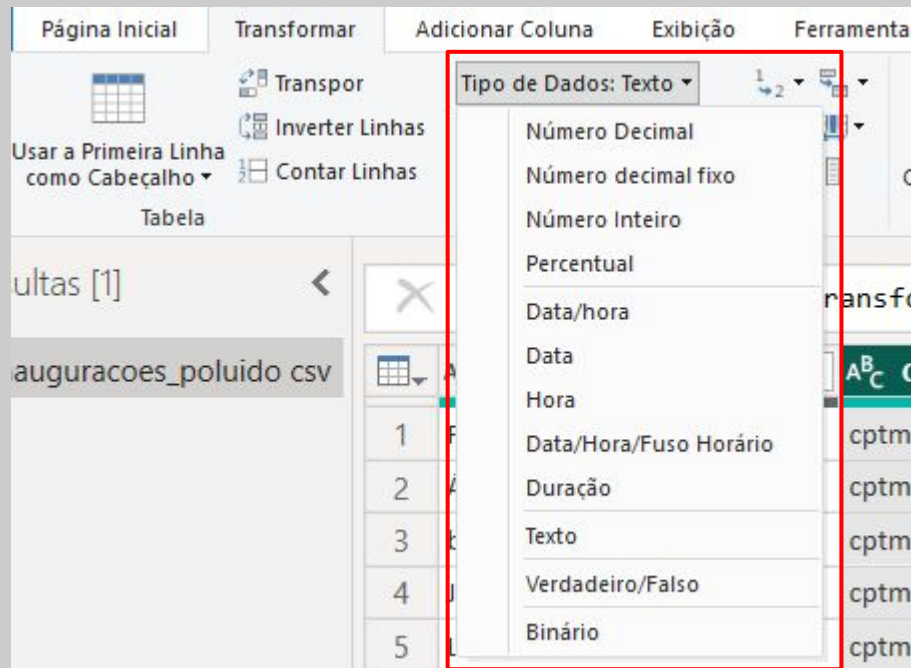 Página Inicial Transformar Adicionar Coluna Exibição Ferramenta
Transpor
Inverter Linhas
Contar Linhas
Usar a Primeira Linha
como Cabeçalho
Tabela
Tipo de Dados: Texto
Número Decimal
Número decimal fixo
Número Inteiro
Percentual
Data/hora
Data
Hora
Data/Hora/Fuso Horário
Duração
Texto
Verdadeiro/Falso
Binário
ultas [1]
auguracoes_poluido csv
ransfo
1 cptm
2 cptm
3 cptm
4 cptm
5 cptm